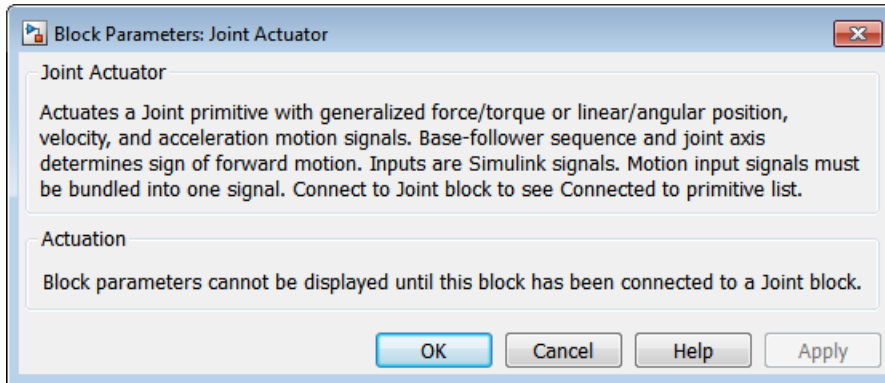 Block Parameters: Joint Actuator
Joint Actuator
Actuates a Joint primitive with generalized force/torque or linear/angular position,
velocity, and acceleration motion signals. Base-follower sequence and joint axis
determines sign of forward motion. Inputs are Simulink signals. Motion input signals must
be bundled into one signal. Connect to Joint block to see Connected to primitive list.
Actuation
Block parameters cannot be displayed until this block has been connected to a Joint block.
OK Cancel Help Apply